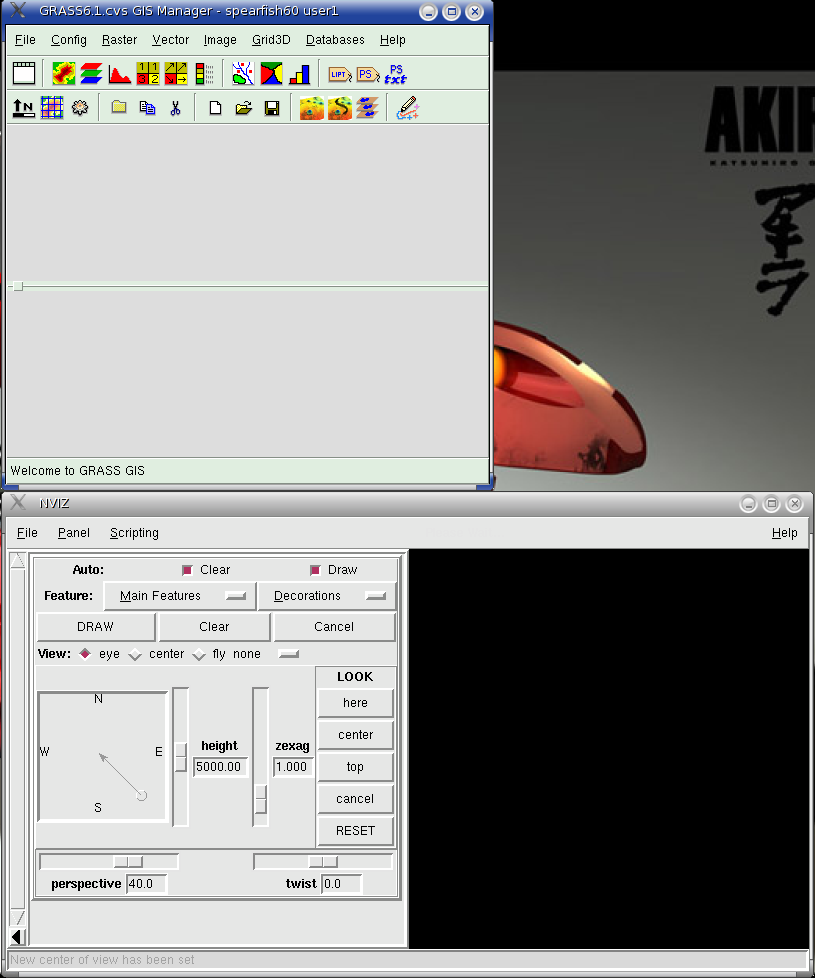 GRASS6.1.cvs GIS Manager - spearfish60 user1
File Config Raster Vector Image Grid3D Databases Help
LIPT PS PS txt
N
Welcome to GRASS GIS
アキラ
NVIZ
File Panel Scripting Help
Auto: Clear Draw
Feature: Main Features Decorations
DRAW Clear Cancel
View: eye center fly none
LOOK
here
center
top
cancel
RESET
N
W E
S
height
5000.00
zexag
1.000
perspective 40.0 twist 0.0
New center of view has been set